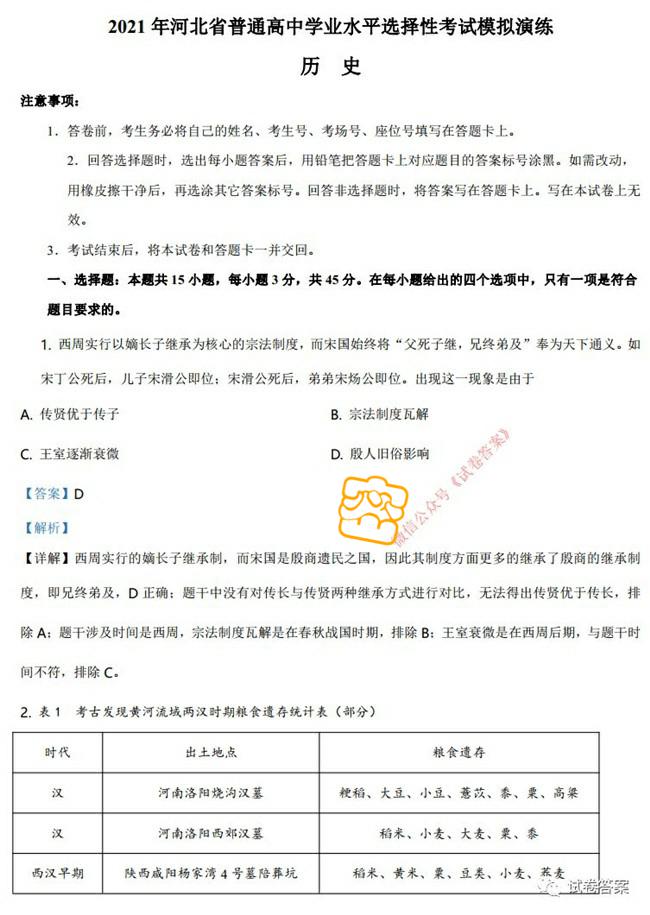 2021 年河北省普通高中学业水平选择性考试模拟演练
历 史
注意事项：
1．答卷前，考生务必将自己的姓名、考生号、考场号、座位号填写在答题卡上。
2．回答选择题时，选出每小题答案后，用铅笔把答题卡上对应题目的答案标号涂黑。如需改动，
用橡皮擦干净后，再选涂其它答案标号。回答非选择题时，将答案写在答题卡上。写在本试卷上无
效。
3．考试结束后，将本试卷和答题卡一并交回。
一、选择题：本题共 15 小题，每小题 3 分，共 45 分。在每小题给出的四个选项中，只有一项是符合
题目要求的。
1. 西周实行以嫡长子继承为核心的宗法制度，而宋国始终将“父死子继，兄终弟及”奉为天下通义。如
宋丁公死后，儿子宋湣公即位；宋湣公死后，弟弟宋炀公即位。出现这一现象是由于
A. 传贤优于传子 B. 宗法制度瓦解
C. 王室逐渐衰微 D. 殷人旧俗影响
微信公众号《试卷答案》
【答案】D
【解析】
【详解】西周实行的嫡长子继承制，而宋国是殷商遗民之国，因此其制度方面更多的继承了殷商的继承制
度，即兄终弟及，D 正确；题干中没有对传长与传贤两种继承方式进行对比，无法得出传贤优于传长，排
除 A；题干涉及时间是西周，宗法制度瓦解是在春秋战国时期，排除 B；王室衰微是在西周后期，与题干时
间不符，排除 C。
2. 表 1 考古发现黄河流域两汉时期粮食遗存统计表（部分）
时代 出土地点 粮食遗存
汉 河南洛阳烧沟汉墓 粳稻、大豆、小豆、薏苡、黍、粟、高粱
汉 河南洛阳西郊汉墓 稻米、小麦、大麦、粟、黍
西汉早期 陕西咸阳杨家湾 4 号墓陪葬坑 稻米、黄米、粟、豆类、小麦、荞麦
试卷答案